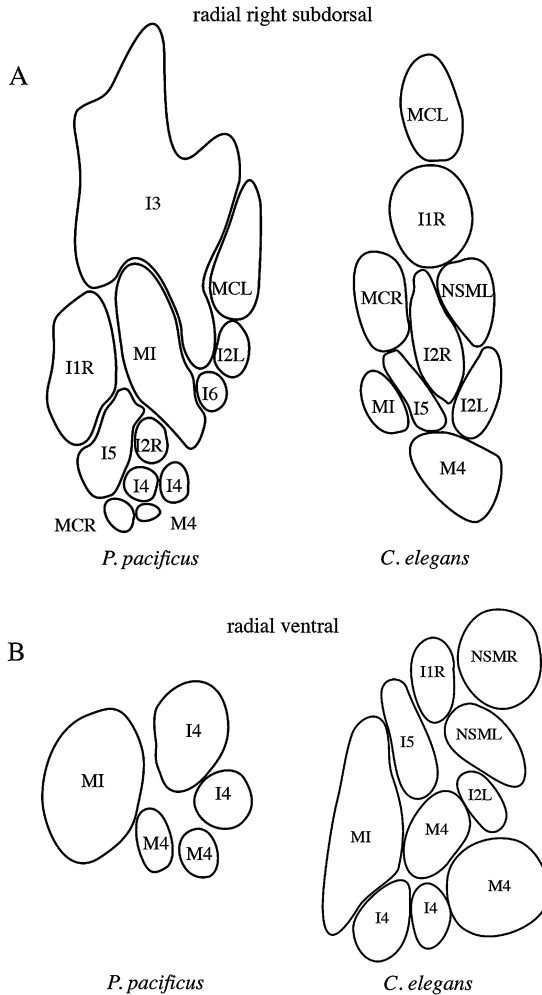 radial right subdorsal
A
MCL
I3
I1R
MCL
MCR
NSML
I2R
MI
I2L
I1R
I6
MI
I5
I2L
I5
I2R
M4
I4
I4
MCR
M4
P. pacificus
C. elegans
radial ventral
B
NSMR
I1R
I4
NSML
I5
MI
I4
I2L
M4
MI
M4
M4
M4
I4
I4
P. pacificus
C. elegans